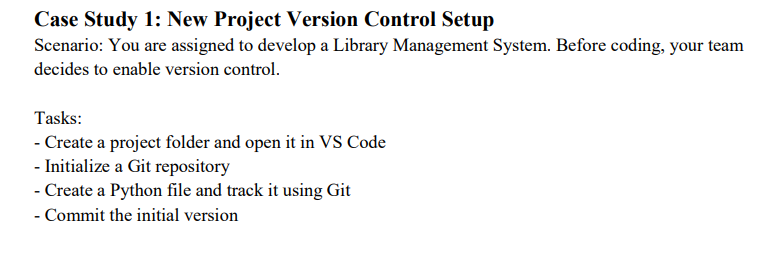 Case Study 1: New Project Version Control Setup
Scenario: You are assigned to develop a Library Management System. Before coding, your team
decides to enable version control.
Tasks:
- Create a project folder and open it in VS Code
- Initialize a Git repository
- Create a Python file and track it using Git
- Commit the initial version